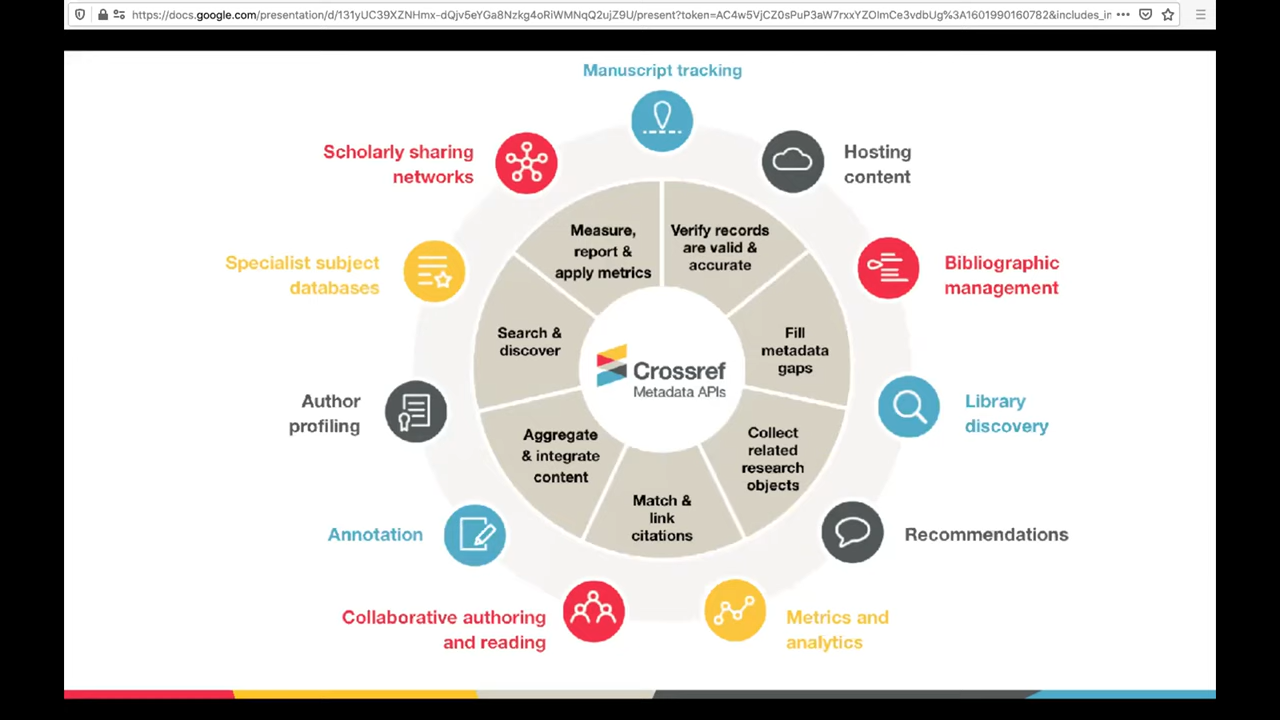 https://docs.google.com/presentation/d/131yUC39XZNHmx-dQjv5eYGa8Nzkg4oRiWMNqQ2ujZ9U/present?token=AC4w5VjCZ0sPuP3aW7rxxYZOlmCe3vdbUg%3A1601990160782&includes_ir
Manuscript tracking
Scholarly sharing
networks
Hosting
content
Specialist subject
databases
Bibliographic
management
Author
profiling
Library
discovery
Annotation
Recommendations
Collaborative authoring
and reading
Metrics and
analytics
Measure,
report &
apply metrics
Verify records
are valid &
accurate
Search &
discover
Fill
metadata
gaps
Crossref
Metadata APIs
Aggregate
& integrate
content
Collect
related
research
objects
Match &
link
citations